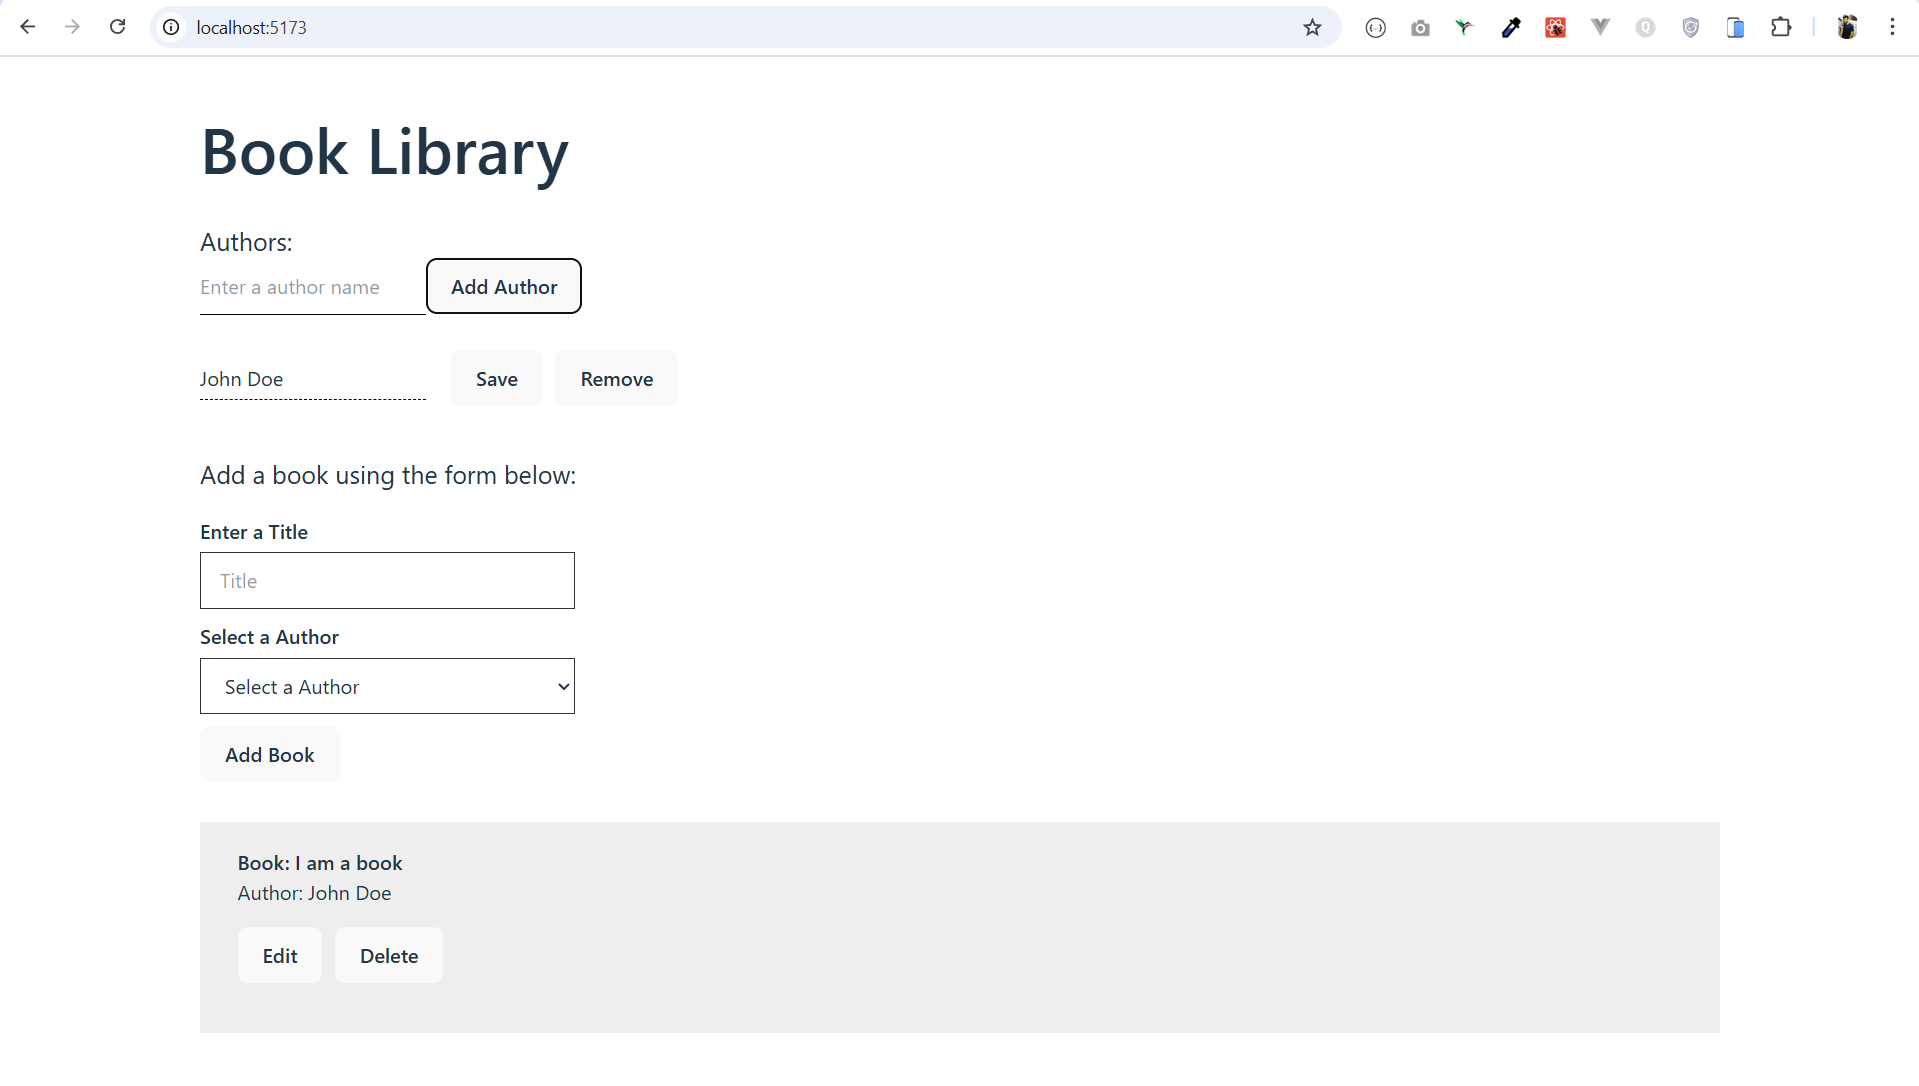 localhost:5173
Book Library
Authors:
Enter a author name Add Author
John Doe Save Remove
Add a book using the form below:
Enter a Title
Title
Select a Author
Select a Author
Add Book
Book: I am a book
Author: John Doe
Edit Delete